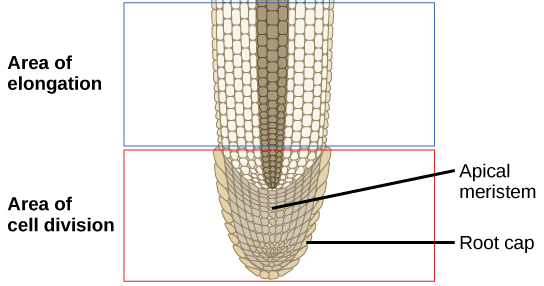 Area of
elongation
Apical
meristem
Area of
cell division
Root cap